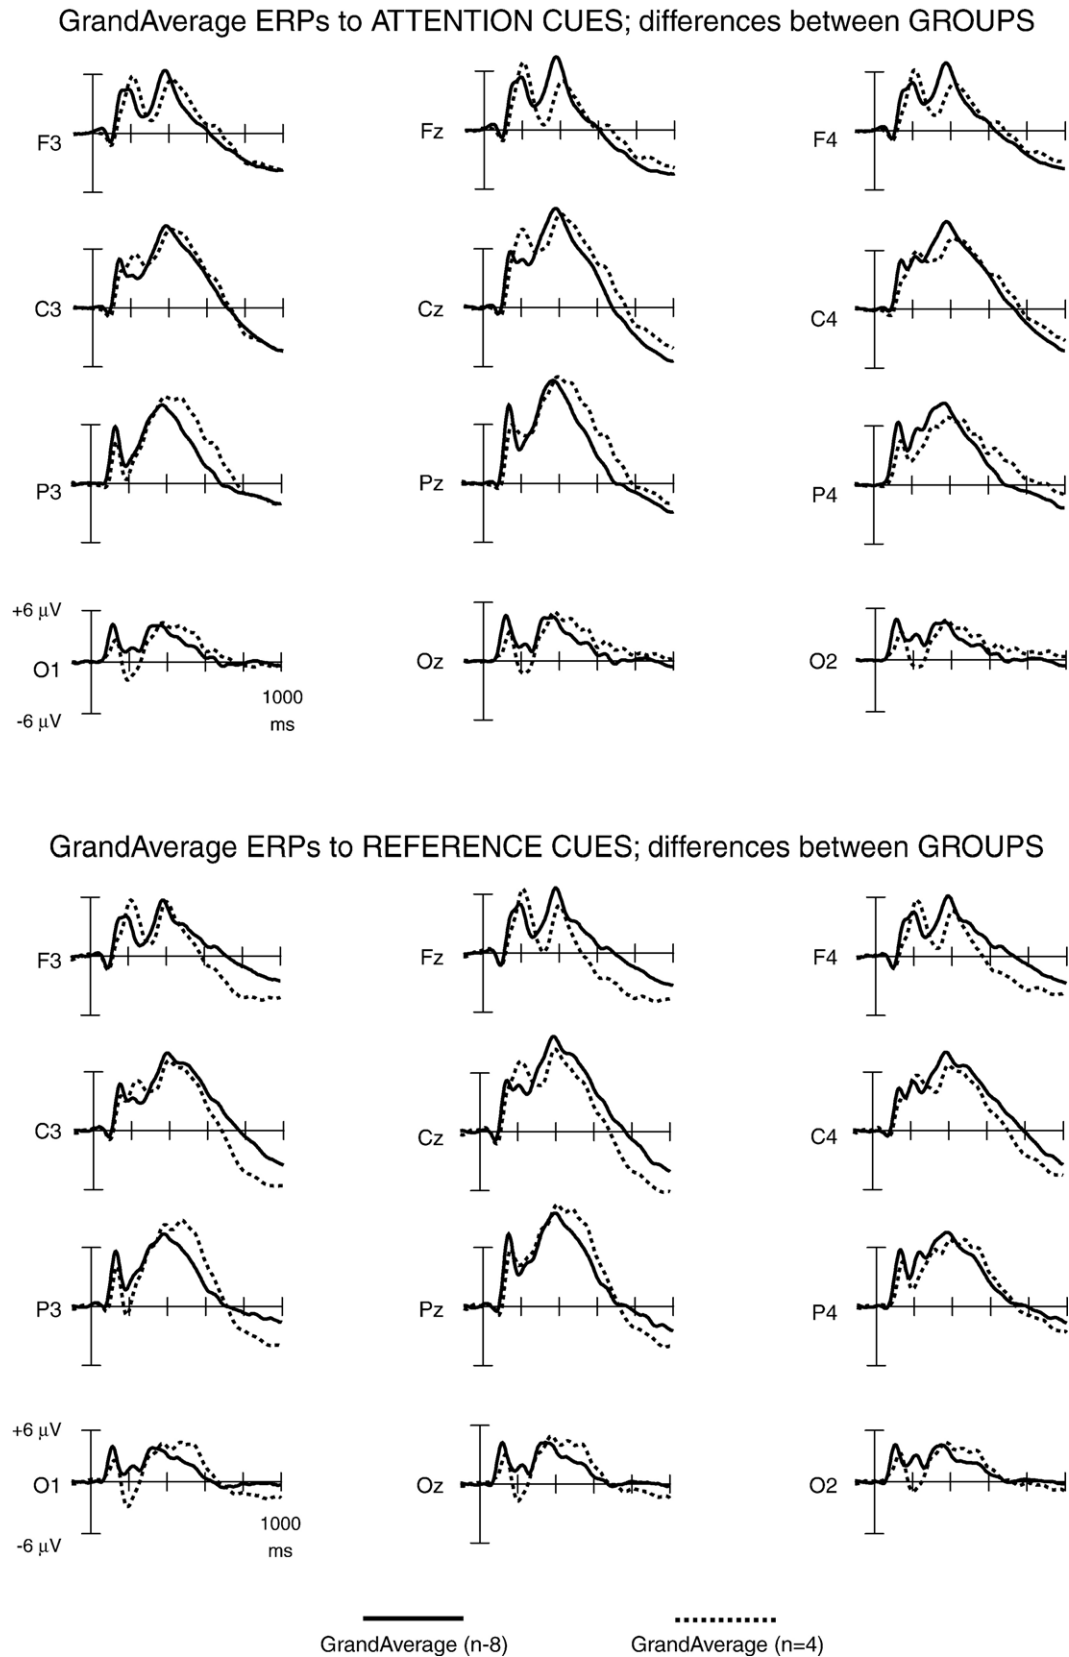 GrandAverage ERPs to ATTENTION CUES; differences between GROUPS
F3 Fz F4
C3 Cz C4
P3 Pz P4
+6 μV
O1 Oz O2
1000
-6 μV ms
GrandAverage ERPs to REFERENCE CUES; differences between GROUPS
F3 Fz F4
C3 Cz C4
P3 Pz P4
+6 μV
O1 Oz O2
1000
-6 μV ms
GrandAverage (n-8) GrandAverage (n=4)